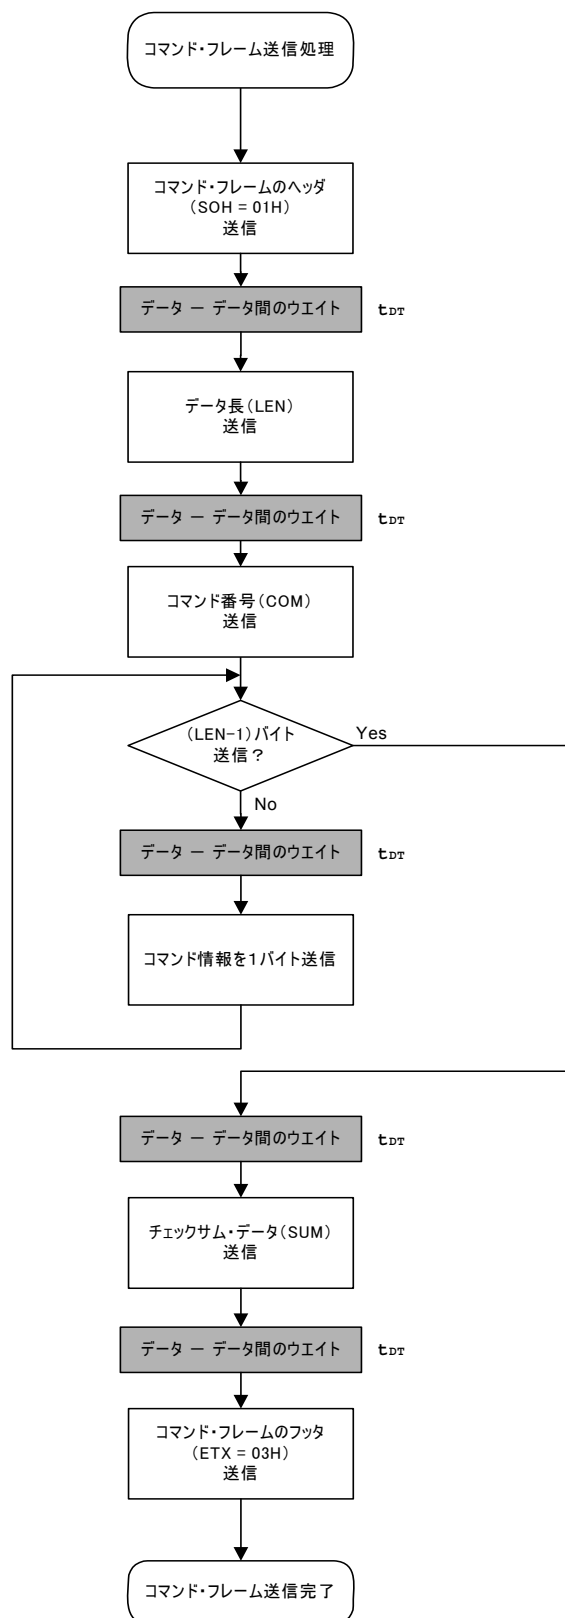 コマンド・フレーム送信処理
コマンド・フレームのヘッダ
(SOH = 01H)
送信
データ ー データ間のウエイト tDT
データ長(LEN)
送信
データ ー データ間のウエイト tDT
コマンド番号(COM)
送信
(LEN-1)バイト
送信?
Yes
No
データ ー データ間のウエイト tDT
コマンド情報を1バイト送信
データ ー データ間のウエイト tDT
チェックサム・データ(SUM)
送信
データ ー データ間のウエイト tDT
コマンド・フレームのフッタ
(ETX = 03H)
送信
コマンド・フレーム送信完了